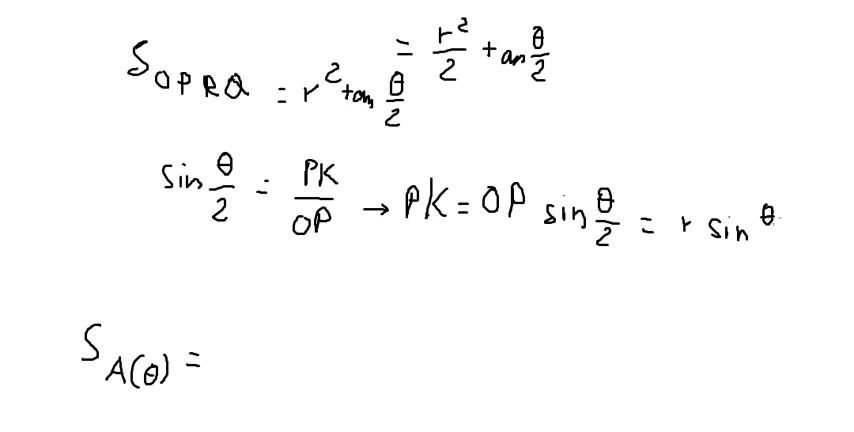 = r²/2 tan θ/2
S_OPRQ = r² tan θ/2
sin θ/2 = PK/OP → PK = OP sin θ/2 = r sin θ
S_A(θ) =